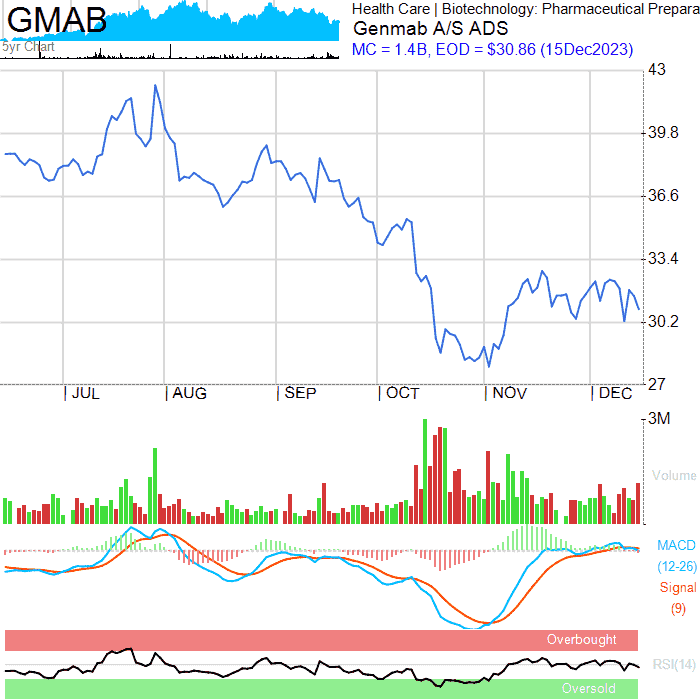 GMAB
5yr Chart
Health Care | Biotechnology: Pharmaceutical Prepara
Genmab A/S ADS
MC = 1.4B, EOD = $30.86 (15Dec2023)
43
39.8
36.6
33.4
30.2
27
| JUL | AUG | SEP | OCT | NOV | DEC
3M
Volume
MACD
(12-26)
Signal
(9)
Overbought
RSI(14)
Oversold